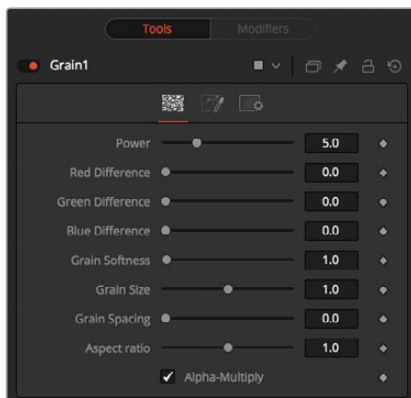 Tools Modifiers
Grain1
Power 5.0
Red Difference 0.0
Green Difference 0.0
Blue Difference 0.0
Grain Softness 1.0
Grain Size 1.0
Grain Spacing 0.0
Aspect ratio 1.0
Alpha-Multiply